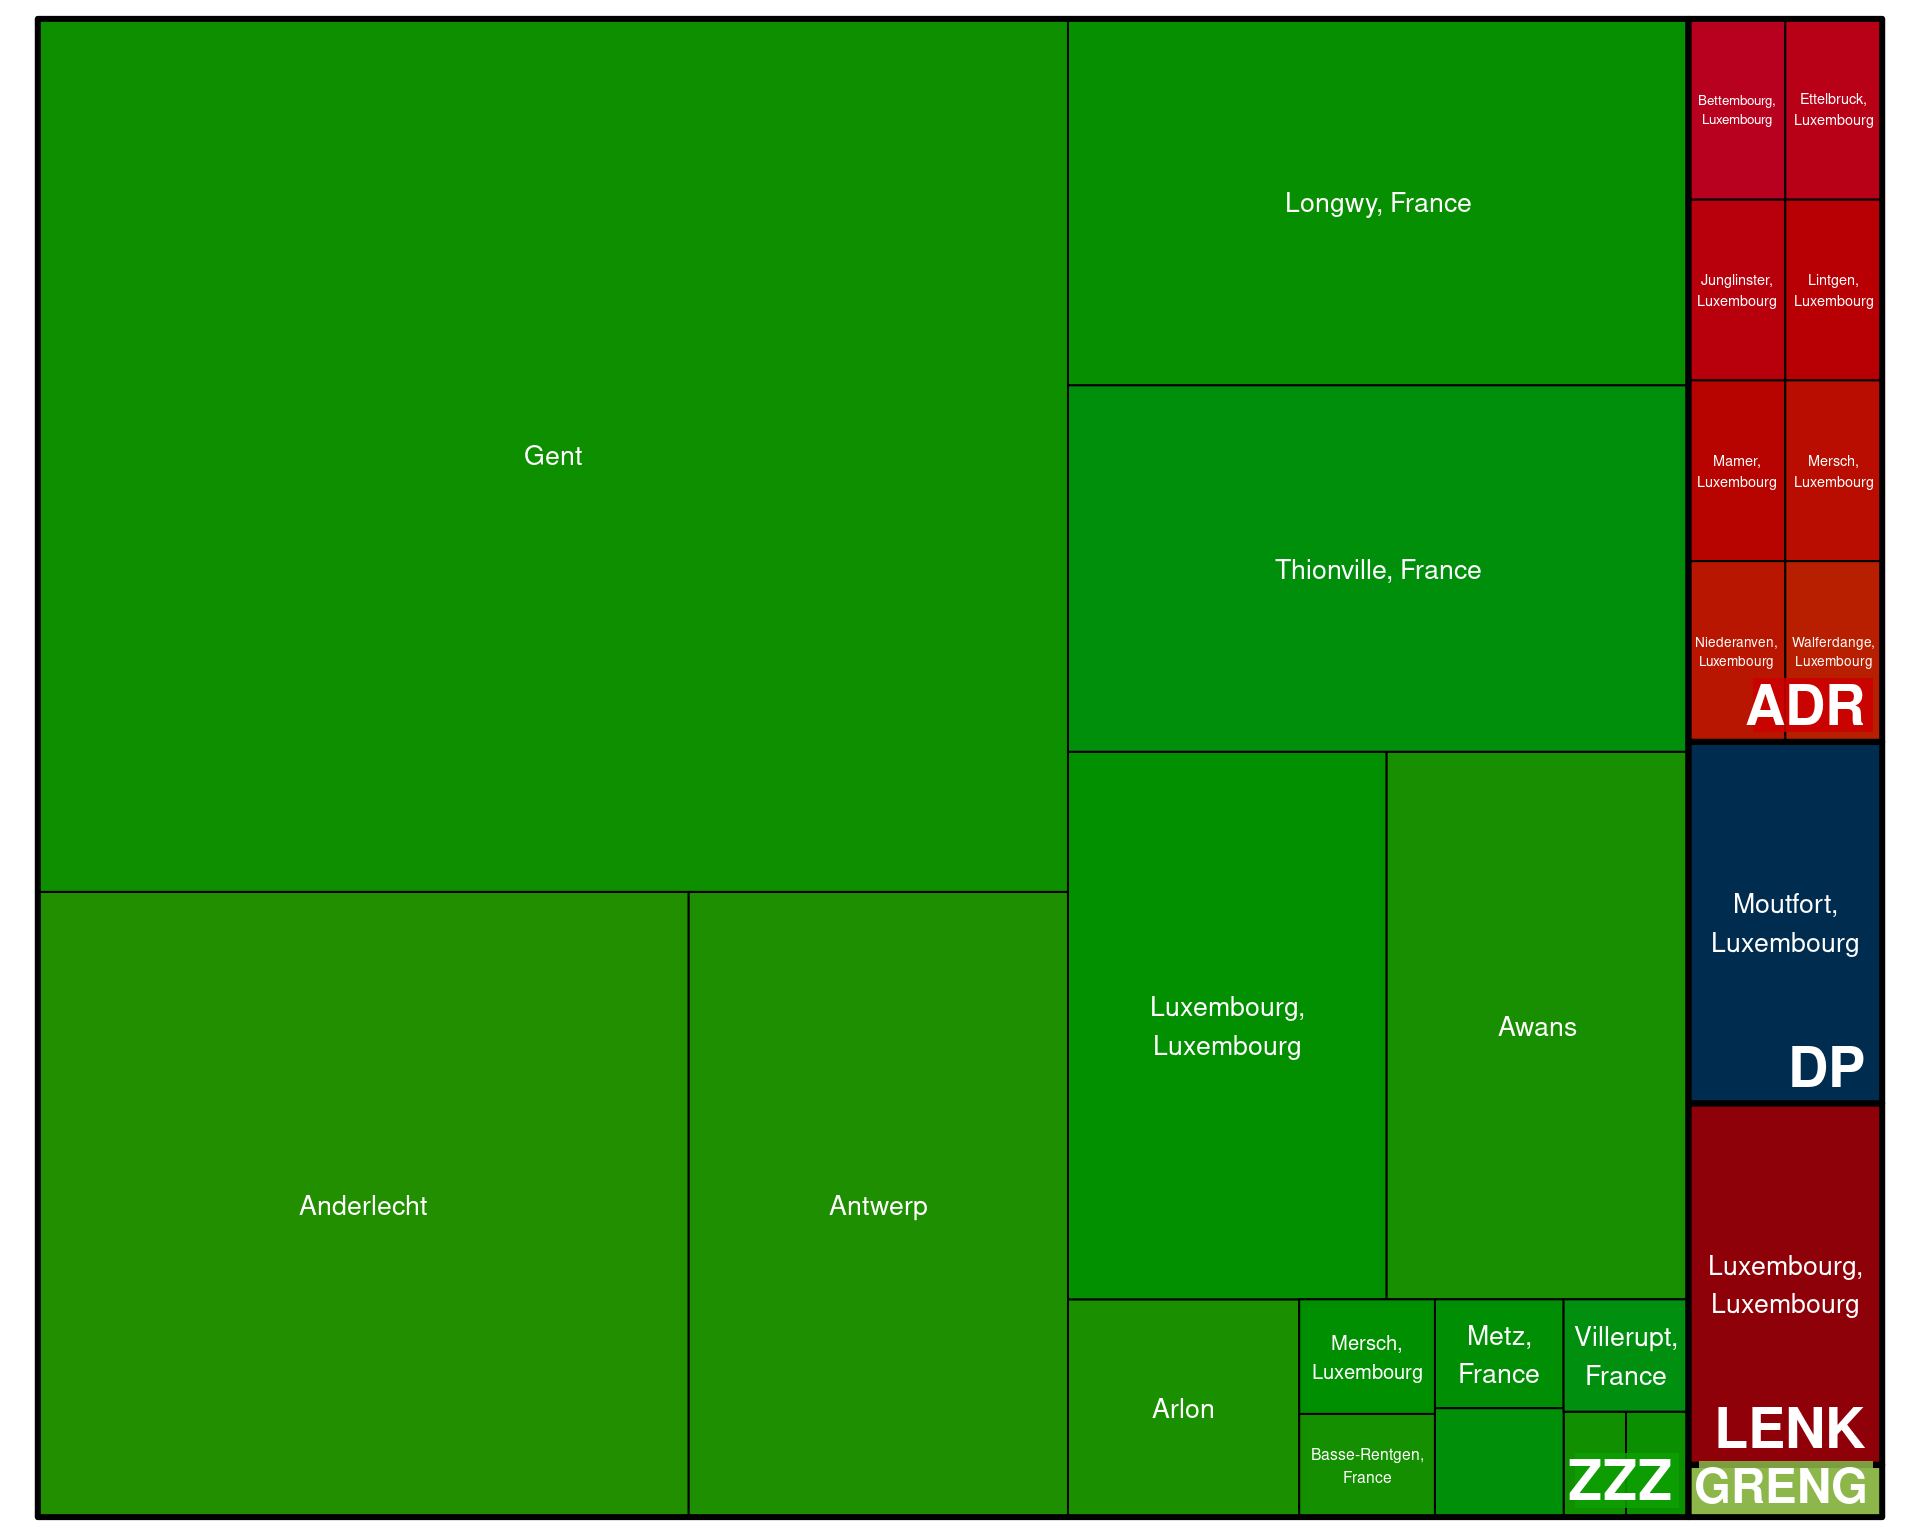 Gent
Anderlecht
Antwerp
Longwy, France
Thionville, France
Luxembourg,
Luxembourg
Awans
Arlon
Mersch,
Luxembourg
Basse-Rentgen,
France
Metz,
France
Villerupt,
France
ZZZ
Bettembourg,
Luxembourg
Ettelbruck,
Luxembourg
Junglinster,
Luxembourg
Lintgen,
Luxembourg
Mamer,
Luxembourg
Mersch,
Luxembourg
Niederanven,
Luxembourg
Walferdange,
Luxembourg
ADR
Moutfort,
Luxembourg
DP
Luxembourg,
Luxembourg
LENK
GRENG